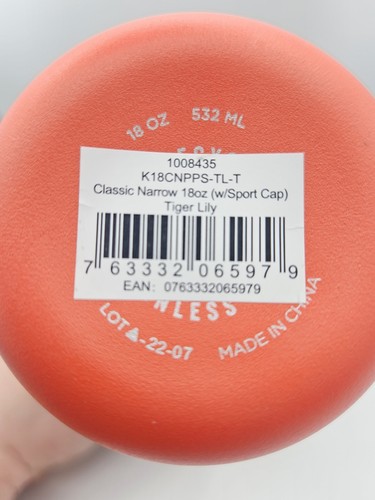 18 OZ 532 ML
1008435
K18CNPPS-TL-T
Classic Narrow 18oz (w/Sport Cap)
Tiger Lily
7 63332 06597 9
EAN: 0763332065979
LOT A-22-07 MADE IN CHINA